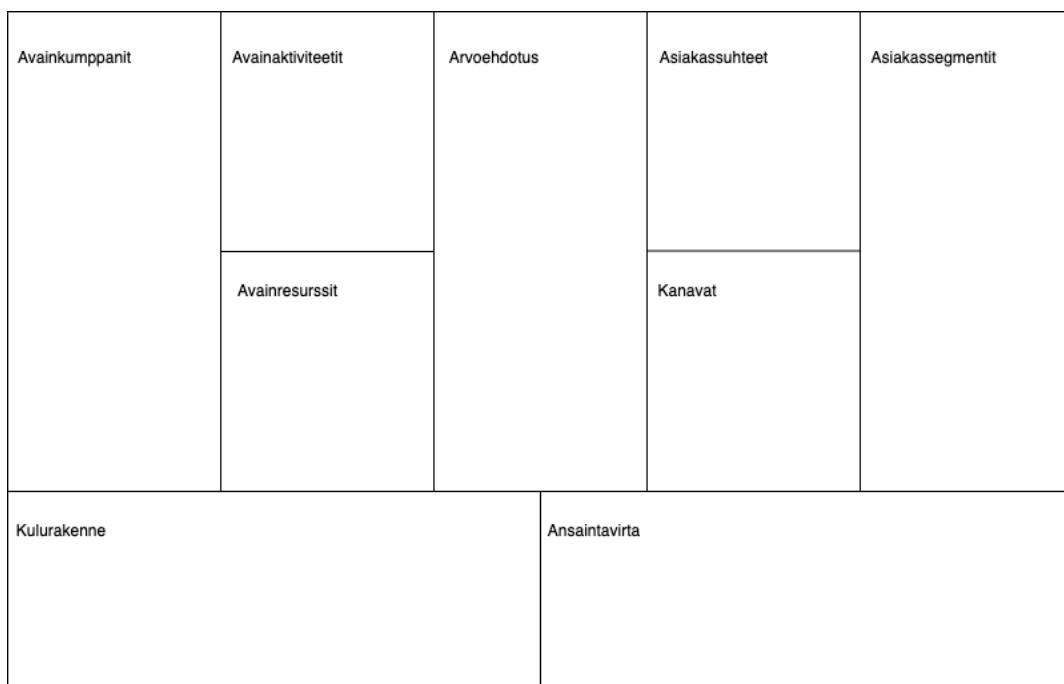 Avainkumppanit
Avainaktiviteetit
Arvoehdotus
Asiakassuhteet
Asiakassegmentit
Avainresurssit
Kanavat
Kulurakenne
Ansaintavirta